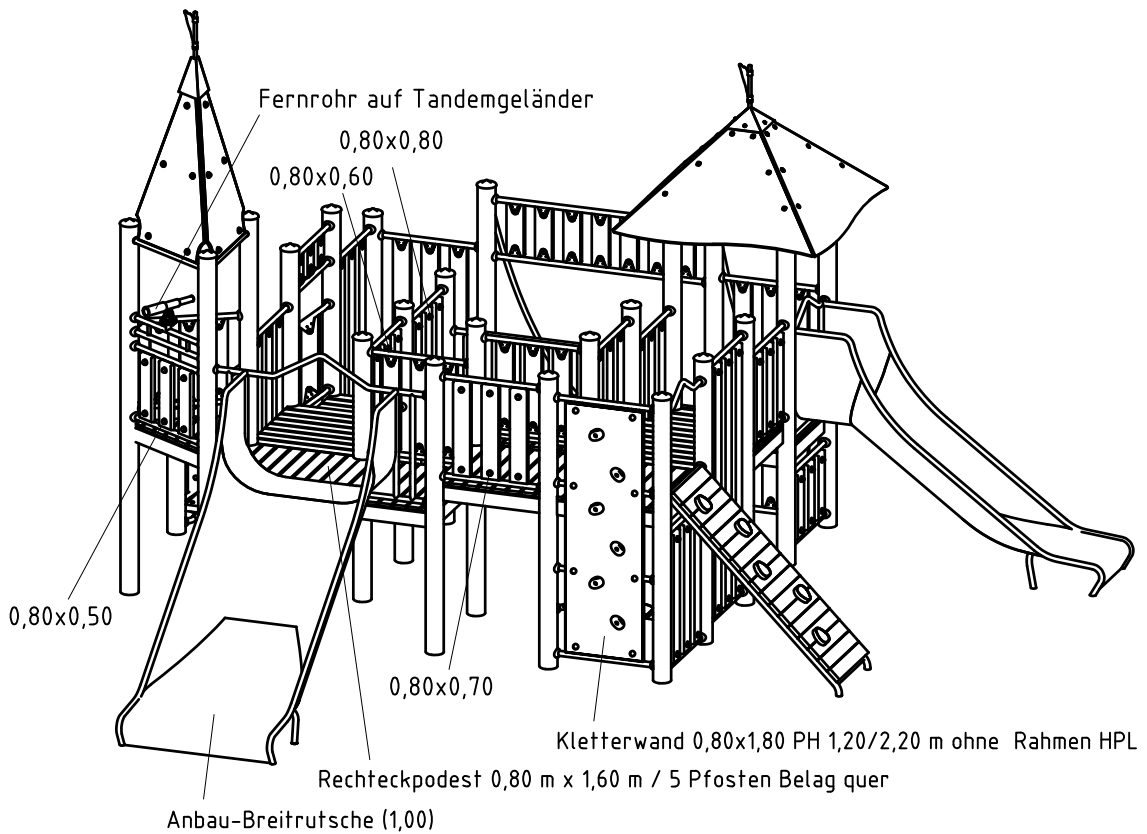 Fernrohr auf Tandemgeländer
0,80x0,80
0,80x0,60
0,80x0,50
0,80x0,70
Kletterwand 0,80x1,80 PH 1,20/2,20 m ohne Rahmen HPL
Rechteckpodest 0,80 m x 1,60 m / 5 Pfosten Belag quer
Anbau-Breitrutsche (1,00)